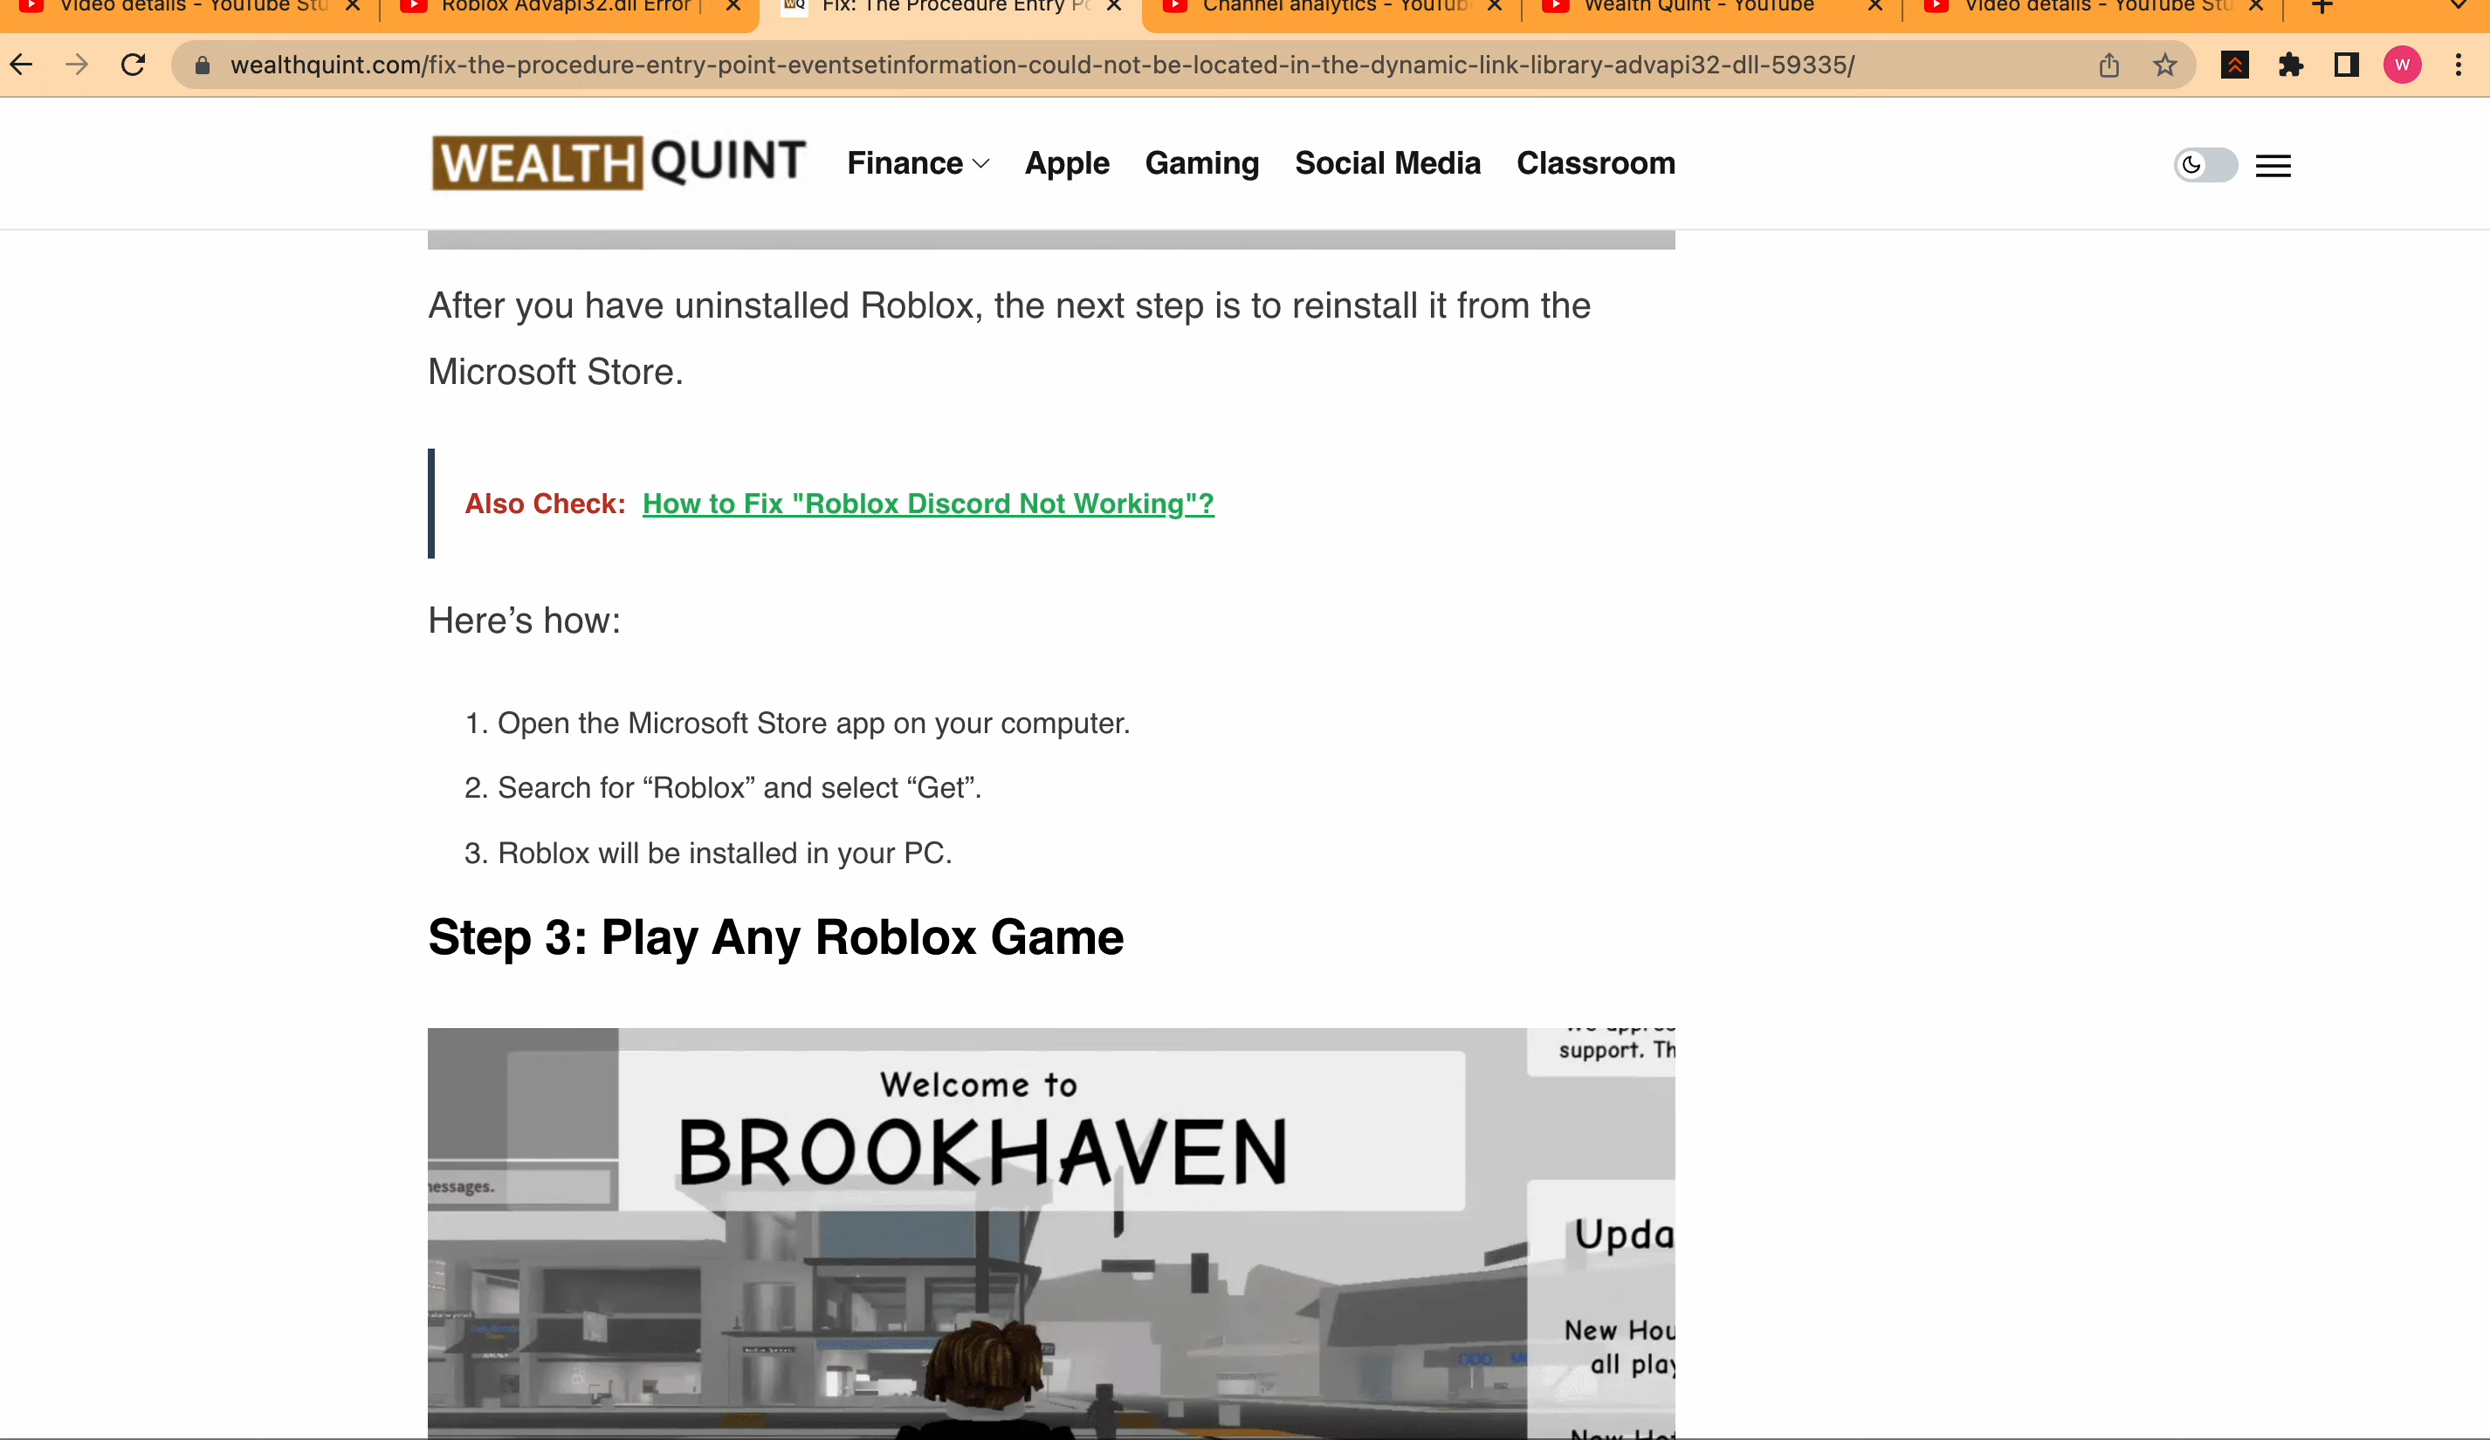 Video details - YouTube Stu
Roblox Advapi32.dll Error |
WQ Fix: The Procedure Entry Po
Channel analytics - YouTub
Wealth Quint - YouTube
Video details - YouTube Stu
wealthquint.com/fix-the-procedure-entry-point-eventsetinformation-could-not-be-located-in-the-dynamic-link-library-advapi32-dll-59335/
W
WEALTH QUINT
Finance
Apple
Gaming
Social Media
Classroom
After you have uninstalled Roblox, the next step is to reinstall it from the
Microsoft Store.
Also Check: How to Fix "Roblox Discord Not Working"?
Here’s how:
1. Open the Microsoft Store app on your computer.
2. Search for “Roblox” and select “Get”.
3. Roblox will be installed in your PC.
Step 3: Play Any Roblox Game
support. Th
Welcome to
BROOKHAVEN
nessages.
Upda
New Hou
all play